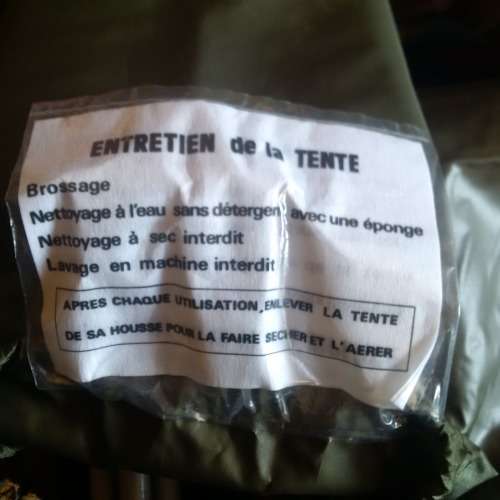 ENTRETIEN de la TENTE
Brossage
Nettoyage à l'eau sans détergent avec une éponge
Nettoyage à sec interdit
Lavage en machine interdit
APRES CHAQUE UTILISATION, ENLEVER LA TENTE
DE SA HOUSSE POUR LA FAIRE SECHER ET L'AERER